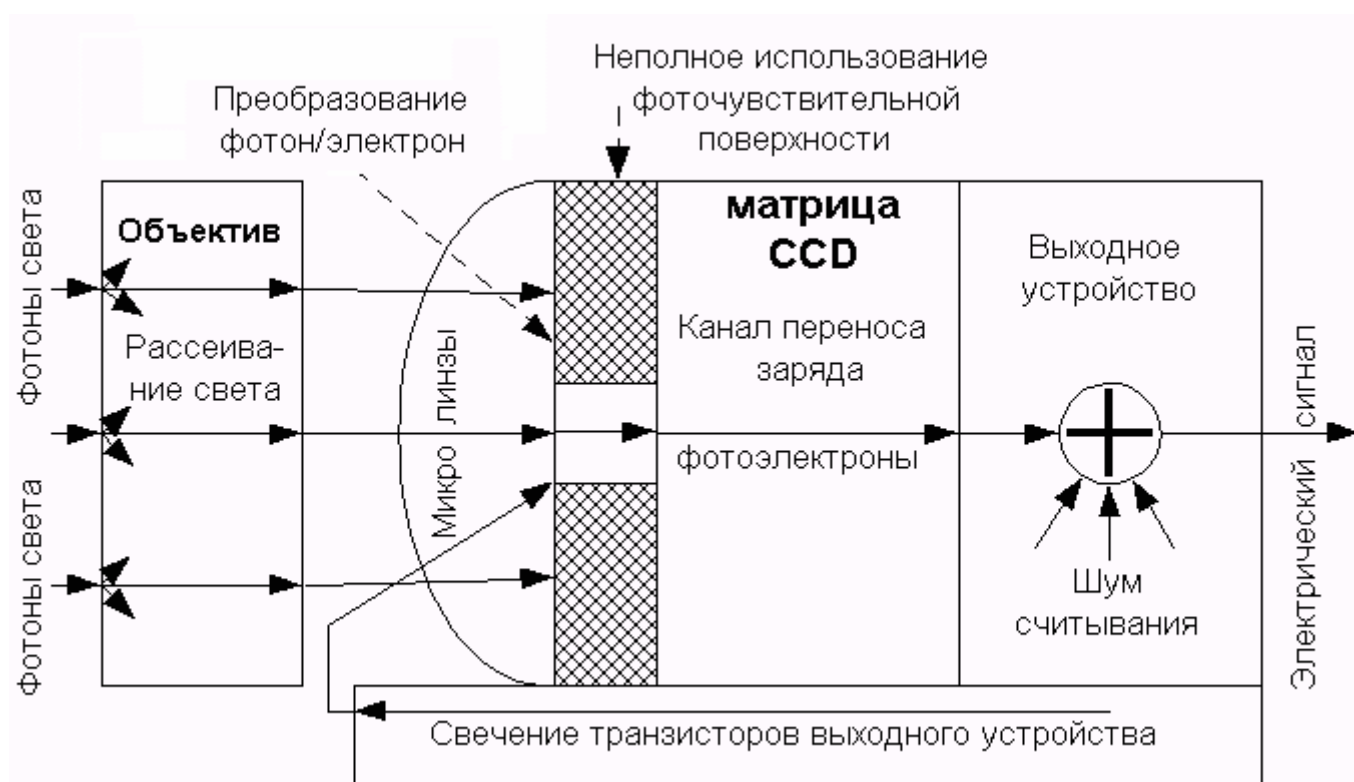 Неполное использование
фоточувствительной
поверхности
Преобразование
фотон/электрон
Фотоны света
Фотоны света
Объектив
Рассеива-
ние света
Микро линзы
матрица
CCD
Канал переноса
заряда
фотоэлектроны
Выходное
устройство
Шум
считывания
Электрический сигнал
Свечение транзисторов выходного устройства